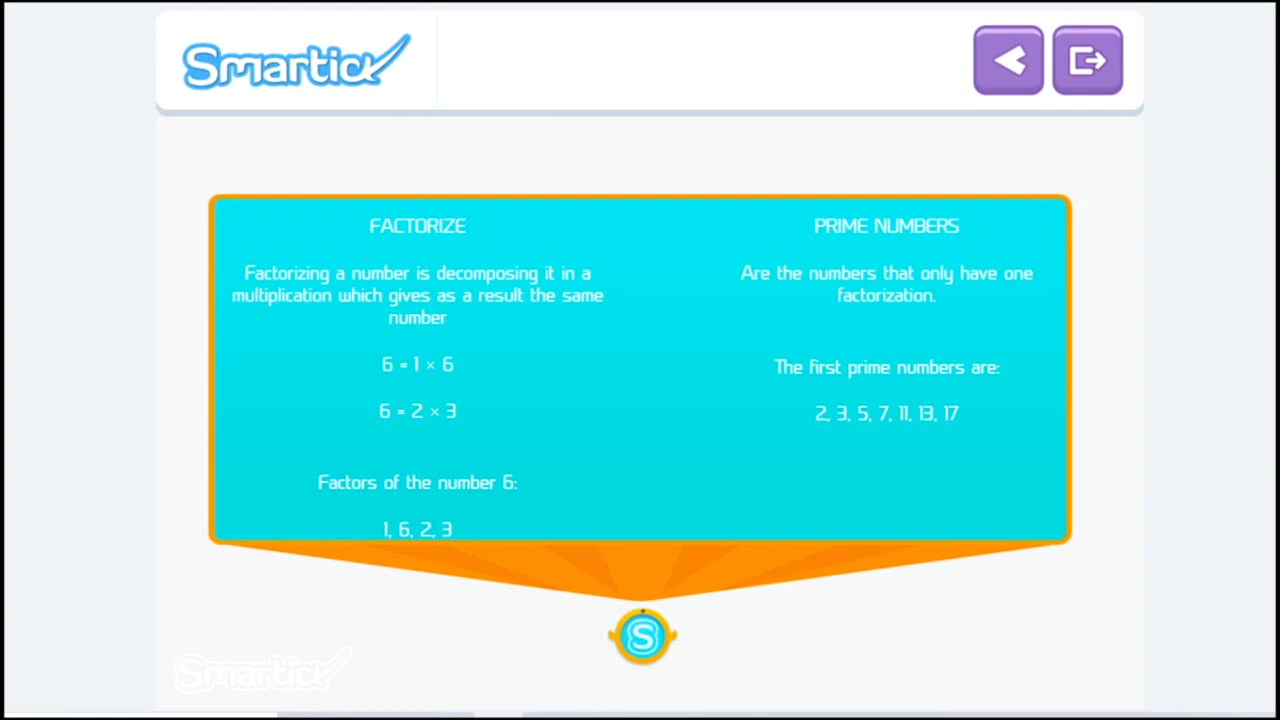 Smartick
FACTORIZE
Factorizing a number is decomposing it in a
multiplication which gives as a result the same
number
6 = 1 × 6
6 = 2 × 3
Factors of the number 6:
1, 6, 2, 3
PRIME NUMBERS
Are the numbers that only have one
factorization.
The first prime numbers are:
2, 3, 5, 7, 11, 13, 17
S
Smartick